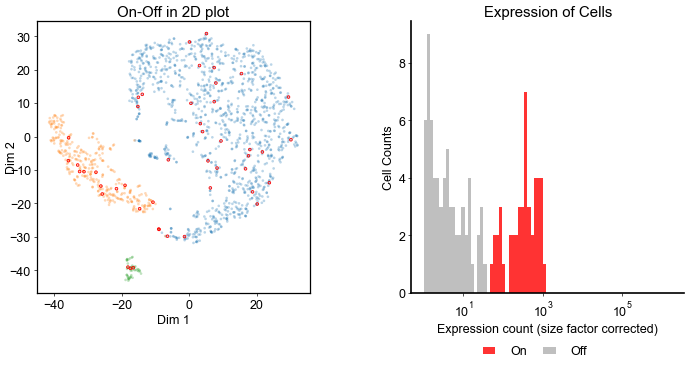 On-Off in 2D plot
30
20
10
0
−10
−20
−30
−40
Dim 2
−40 −20 0 20
Dim 1
Expression of Cells
8
6
4
2
0
Cell Counts
10^1 10^3 10^5
Expression count (size factor corrected)
On Off